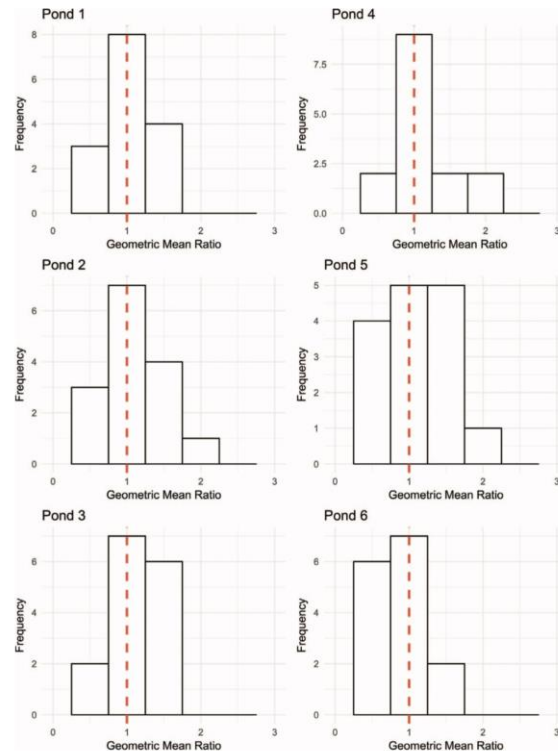 Pond 1
8
6
4
2
0
Frequency
0 1 2 3
Geometric Mean Ratio
Pond 4
7.5
5.0
2.5
0.0
Frequency
0 1 2 3
Geometric Mean Ratio
Pond 2
6
4
2
0
Frequency
0 1 2 3
Geometric Mean Ratio
Pond 5
5
4
3
2
1
0
Frequency
0 1 2 3
Geometric Mean Ratio
Pond 3
6
4
2
0
Frequency
0 1 2 3
Geometric Mean Ratio
Pond 6
6
4
2
0
Frequency
0 1 2 3
Geometric Mean Ratio